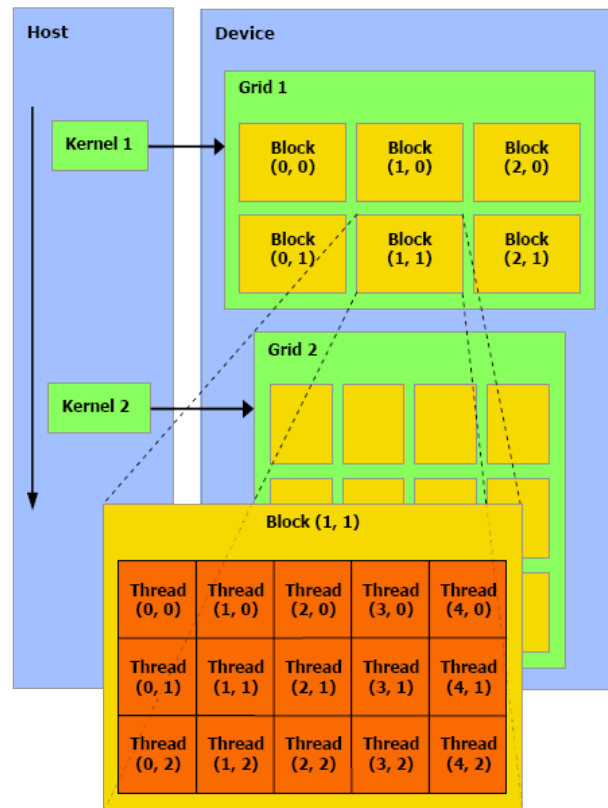 Host
Device
Grid 1
Kernel 1
Block
(0, 0)
Block
(1, 0)
Block
(2, 0)
Block
(0, 1)
Block
(1, 1)
Block
(2, 1)
Grid 2
Kernel 2
Block (1, 1)
Thread
(0, 0)
Thread
(1, 0)
Thread
(2, 0)
Thread
(3, 0)
Thread
(4, 0)
Thread
(0, 1)
Thread
(1, 1)
Thread
(2, 1)
Thread
(3, 1)
Thread
(4, 1)
Thread
(0, 2)
Thread
(1, 2)
Thread
(2, 2)
Thread
(3, 2)
Thread
(4, 2)